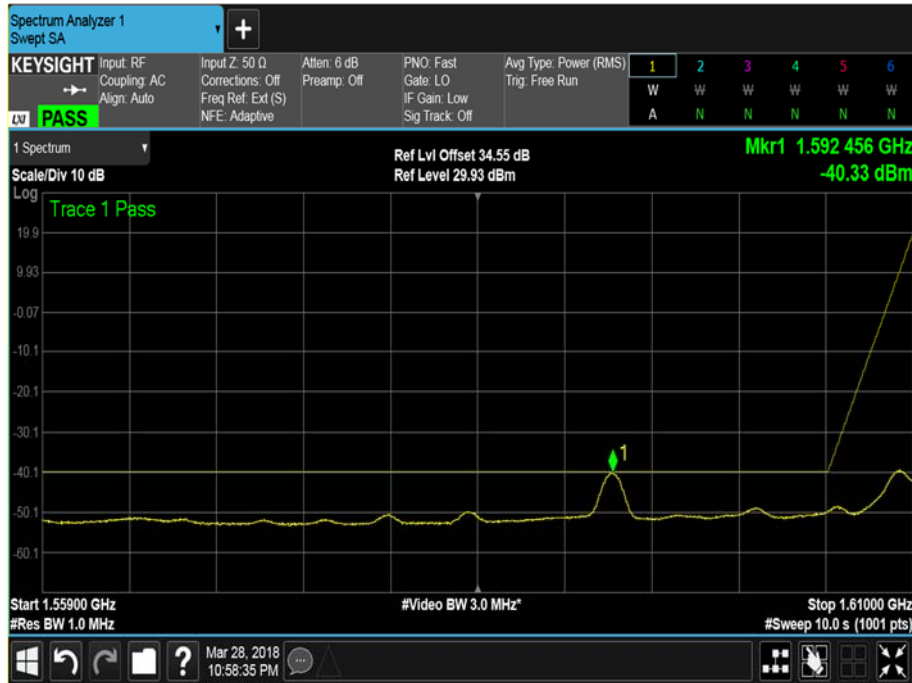 Spectrum Analyzer 1
Swept SA
+
KEYSIGHT
LXI PASS
Input: RF
Coupling: AC
Align: Auto
Input Z: 50 Ω
Corrections: Off
Freq Ref: Ext (S)
NFE: Adaptive
Atten: 6 dB
Preamp: Off
PNO: Fast
Gate: LO
IF Gain: Low
Sig Track: Off
Avg Type: Power (RMS)
Trig: Free Run
1 2 3 4 5 6
W W W W W W
A N N N N N
1 Spectrum
Scale/Div 10 dB
Ref Lvl Offset 34.55 dB
Ref Level 29.93 dBm
Mkr1 1.592 456 GHz
-40.33 dBm
Log
Trace 1 Pass
19.9
9.93
-0.07
-10.1
-20.1
-30.1
-40.1
-50.1
-60.1
1
Start 1.55900 GHz
#Res BW 1.0 MHz
#Video BW 3.0 MHz*
Stop 1.61000 GHz
#Sweep 10.0 s (1001 pts)
?
Mar 28, 2018
10:58:35 PM